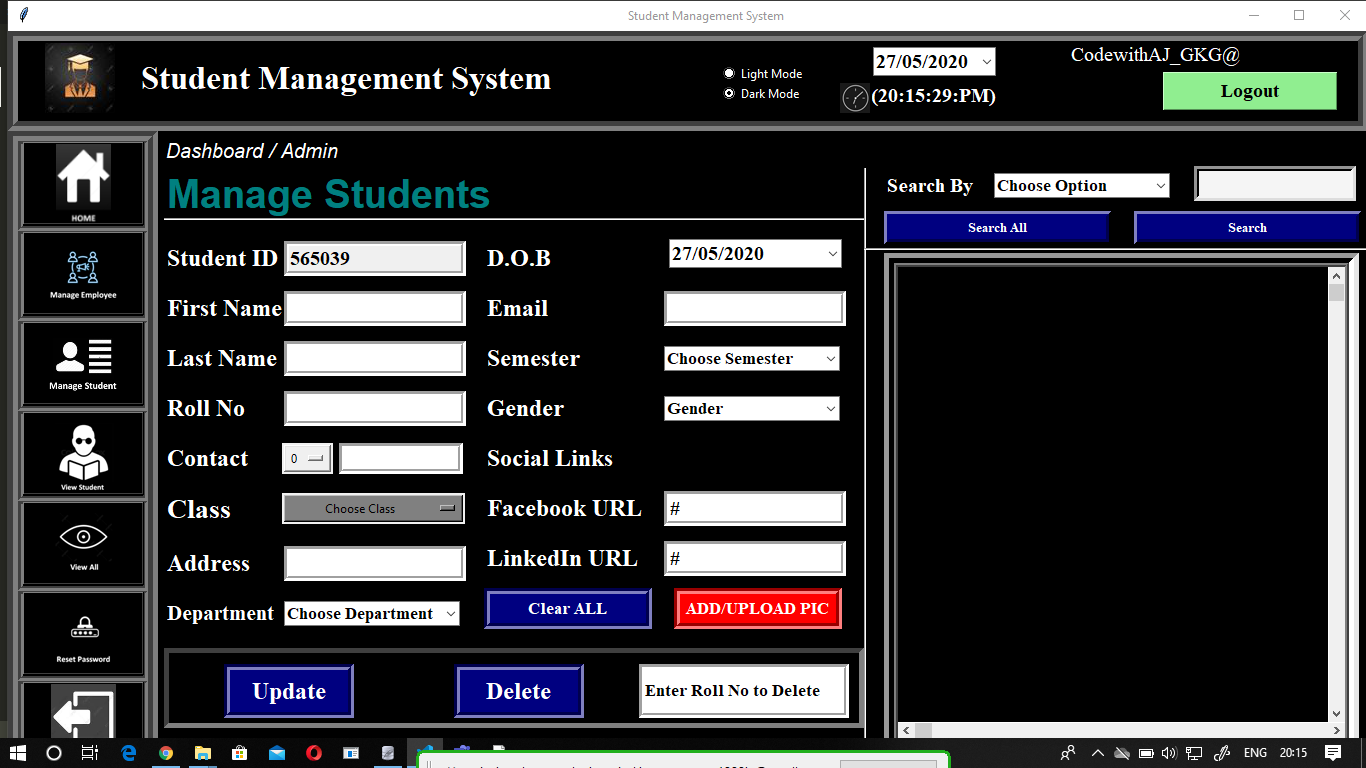 Student Management System
Student Management System
Light Mode
Dark Mode
27/05/2020
(20:15:29:PM)
CodewithAJ_GKG@
Logout
HOME
Manage Employee
Manage Student
View Student
View All
Reset Password
Dashboard / Admin
Manage Students
Student ID 565039
First Name
Last Name
Roll No
Contact 0
Class Choose Class
Address
Department Choose Department
D.O.B 27/05/2020
Email
Semester Choose Semester
Gender Gender
Social Links
Facebook URL #
LinkedIn URL #
Clear ALL
ADD/UPLOAD PIC
Update
Delete
Enter Roll No to Delete
Search By Choose Option
Search All
Search
ENG
20:15